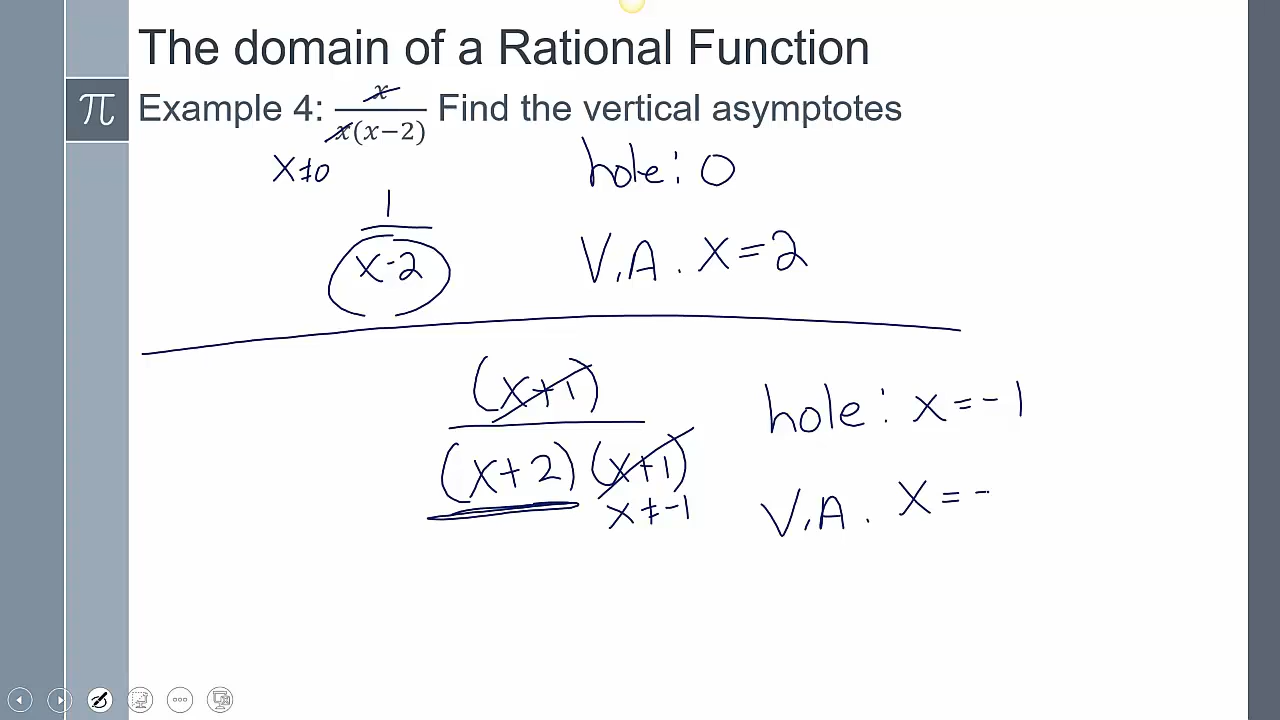 The domain of a Rational Function
π
Example 4: x/x(x−2) Find the vertical asymptotes
x≠0
hole: 0
1
x-2
V.A. x=2
(x+1)
(x+2)(x+1)
x≠-1
hole: x=-1
V.A. x=-